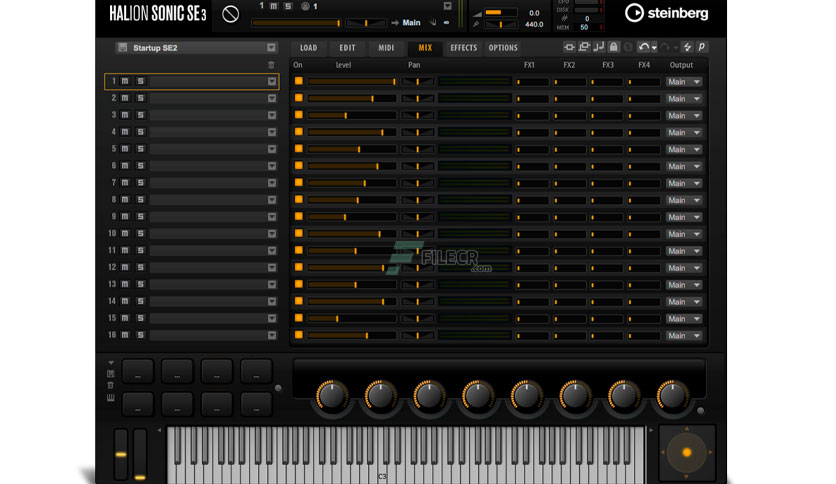 HALION SONIC SE 3
1 m S 1
Main ∞
0.0
440.0
CPU
DISK
0
MEM 50
steinberg
Startup SE2
LOAD EDIT MIDI MIX EFFECTS OPTIONS
On Level Pan FX1 FX2 FX3 FX4 Output
1 m S Main
2 m S Main
3 m S Main
4 m S Main
5 m S Main
6 m S Main
7 m S Main
8 m S Main
9 m S Main
10 m S Main
11 m S Main
12 m S Main
13 m S Main
14 m S Main
15 m S Main
16 m S Main
FILECR
.com
... ... ... ...
... ... ... ...
C3